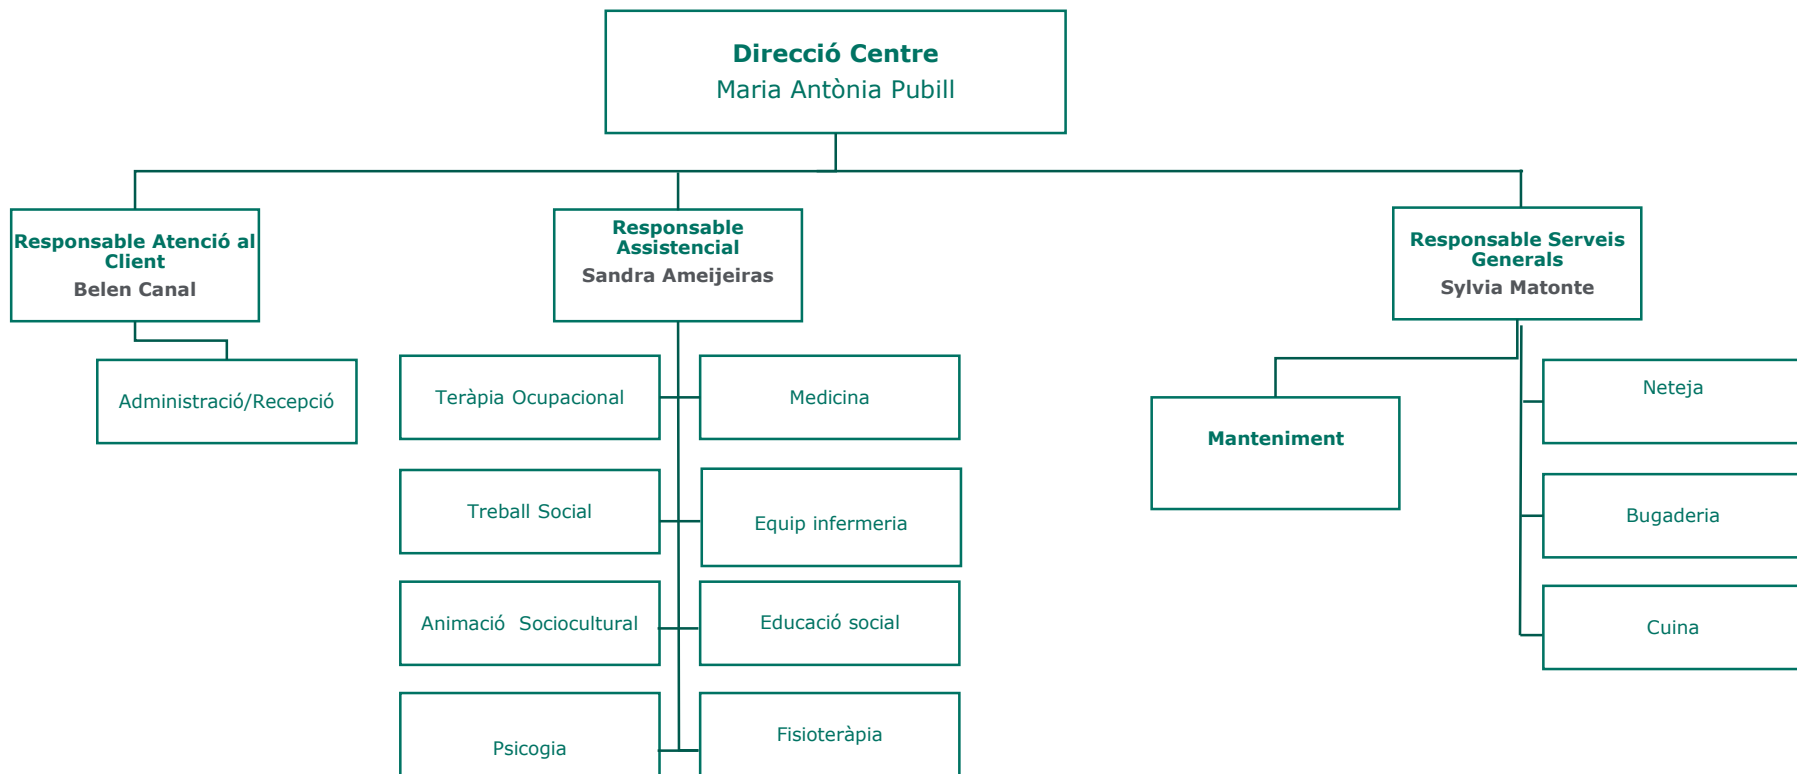 Direcció Centre
Maria Antònia Pubill
Responsable Atenció al
Client
Belen Canal
Responsable
Assistencial
Sandra Ameijeiras
Responsable Serveis
Generals
Sylvia Matonte
Administració/Recepció
Teràpia Ocupacional
Medicina
Treball Social
Equip infermeria
Animació  Sociocultural
Educació social
Psicogia
Fisioteràpia
Manteniment
Neteja
Bugaderia
Cuina